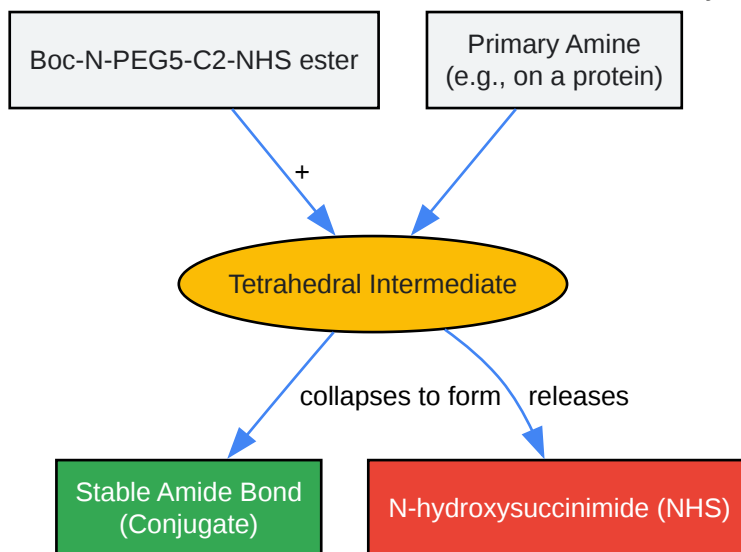 Boc-N-PEG5-C2-NHS ester
Primary Amine
(e.g., on a protein)
+
Tetrahedral Intermediate
collapses to form
releases
Stable Amide Bond
(Conjugate)
N-hydroxysuccinimide (NHS)